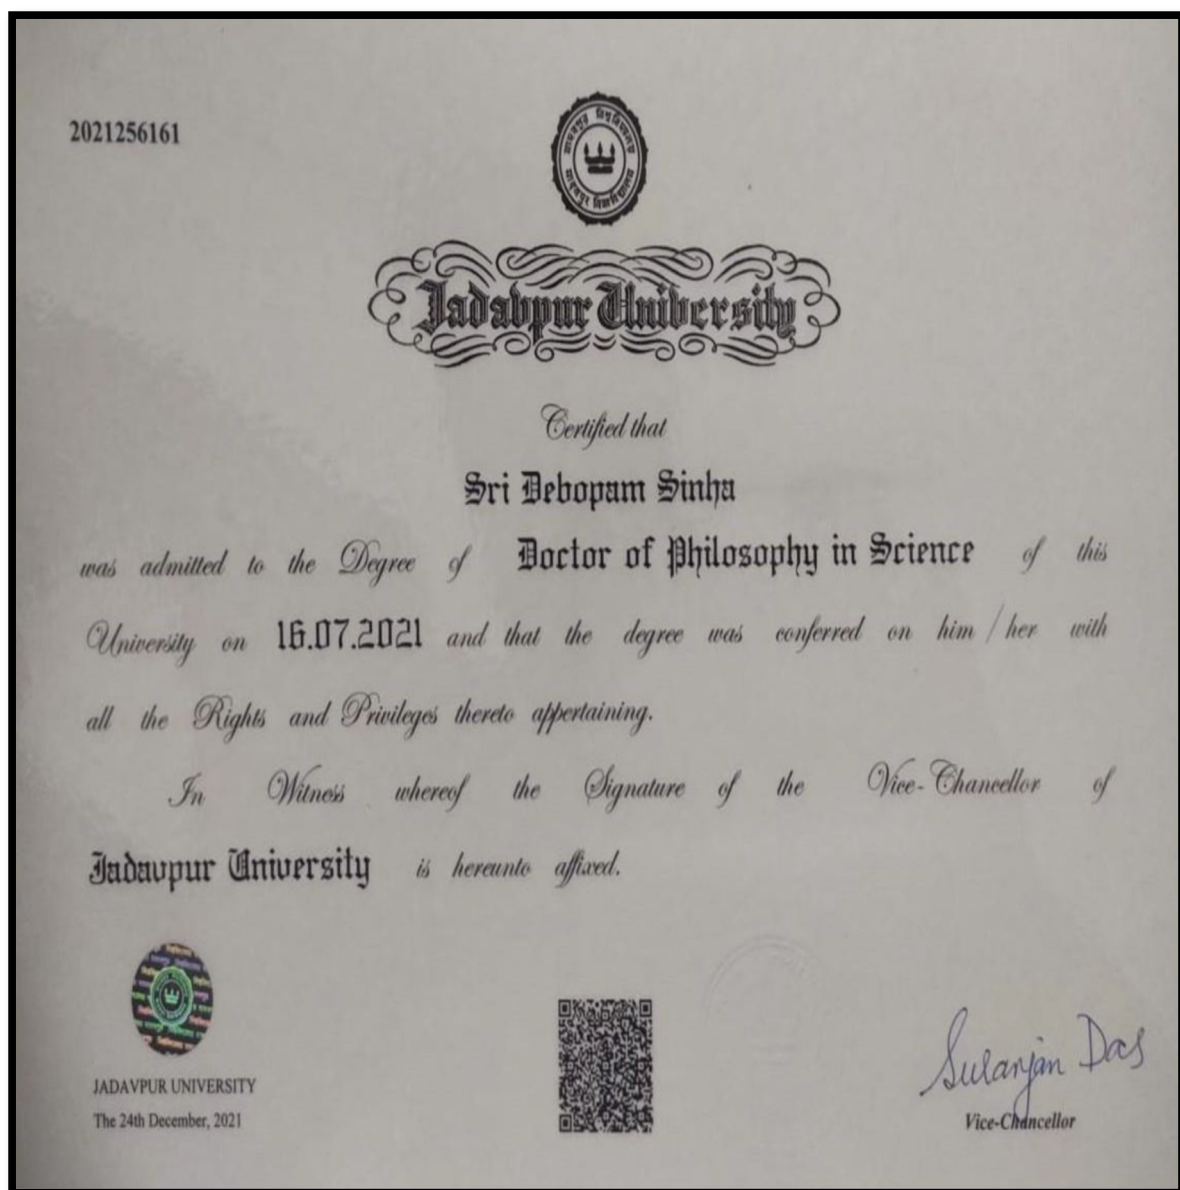 2021256161
যাদবপুর বিশ্ববিদ্যালয়
Jadavpur University
Certified that
Sri Debopam Sinha
was admitted to the Degree of Doctor of Philosophy in Science of this
University on 16.07.2021 and that the degree was conferred on him / her with
all the Rights and Privileges thereto appertaining.
In Witness whereof the Signature of the Vice-Chancellor of
Jadavpur University is hereunto affixed.
JADAVPUR UNIVERSITY
The 24th December, 2021
Suranjan Das
Vice-Chancellor